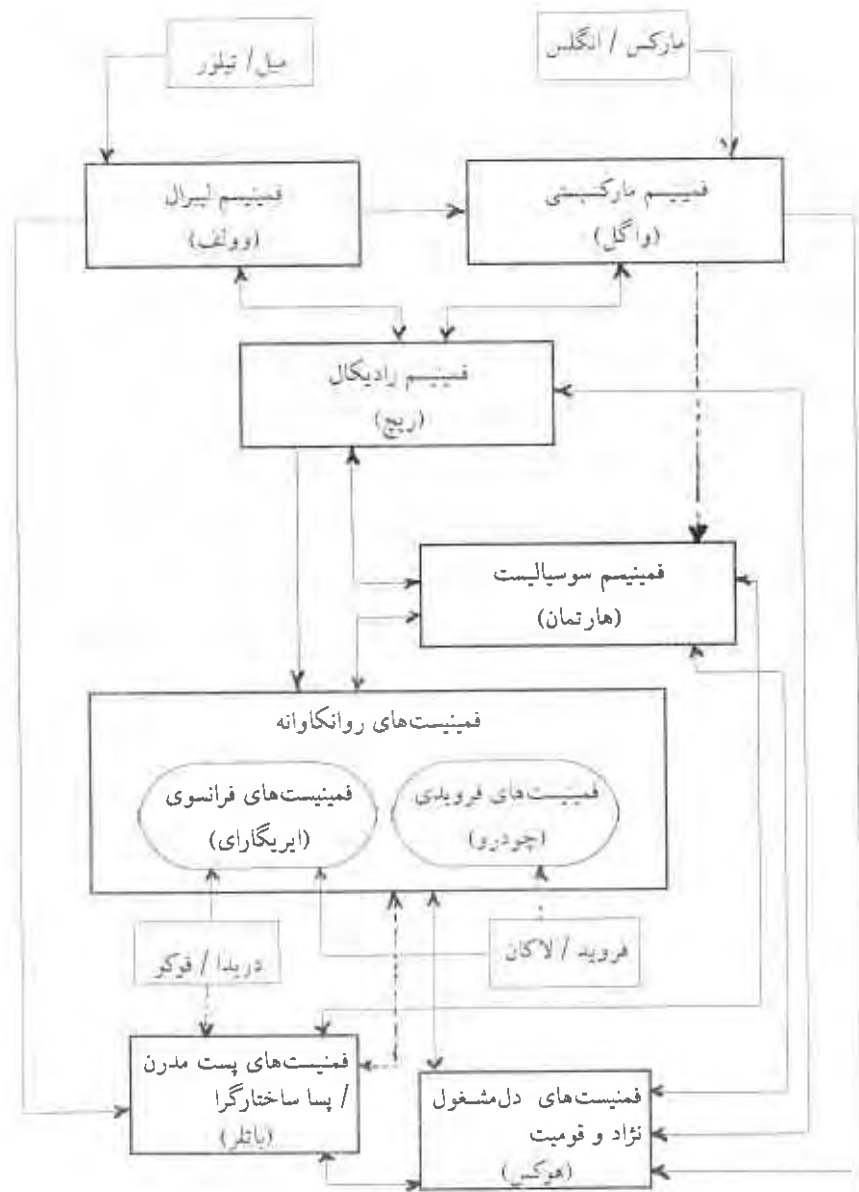 مارکس / انگلس
میل / تیلور
فمینیسم مارکسیستی
(واگل)
فمینیسم لیبرال
(وولف)
فمینیسم رادیکال
(ریچ)
فمینیسم سوسیالیست
(هارتمان)
فمینیست‌های روانکاوانه
فمینیست‌های فرویدی
(چودرو)
فمینیست‌های فرانسوی
(ایریگارای)
فروید / لاکان
دریدا / فوکو
فمنیست‌های پست مدرن
/ پسا ساختارگرا
(باتلر)
فمنیست‌های دل‌مشغول
نژاد و قومیت
(هوکس)